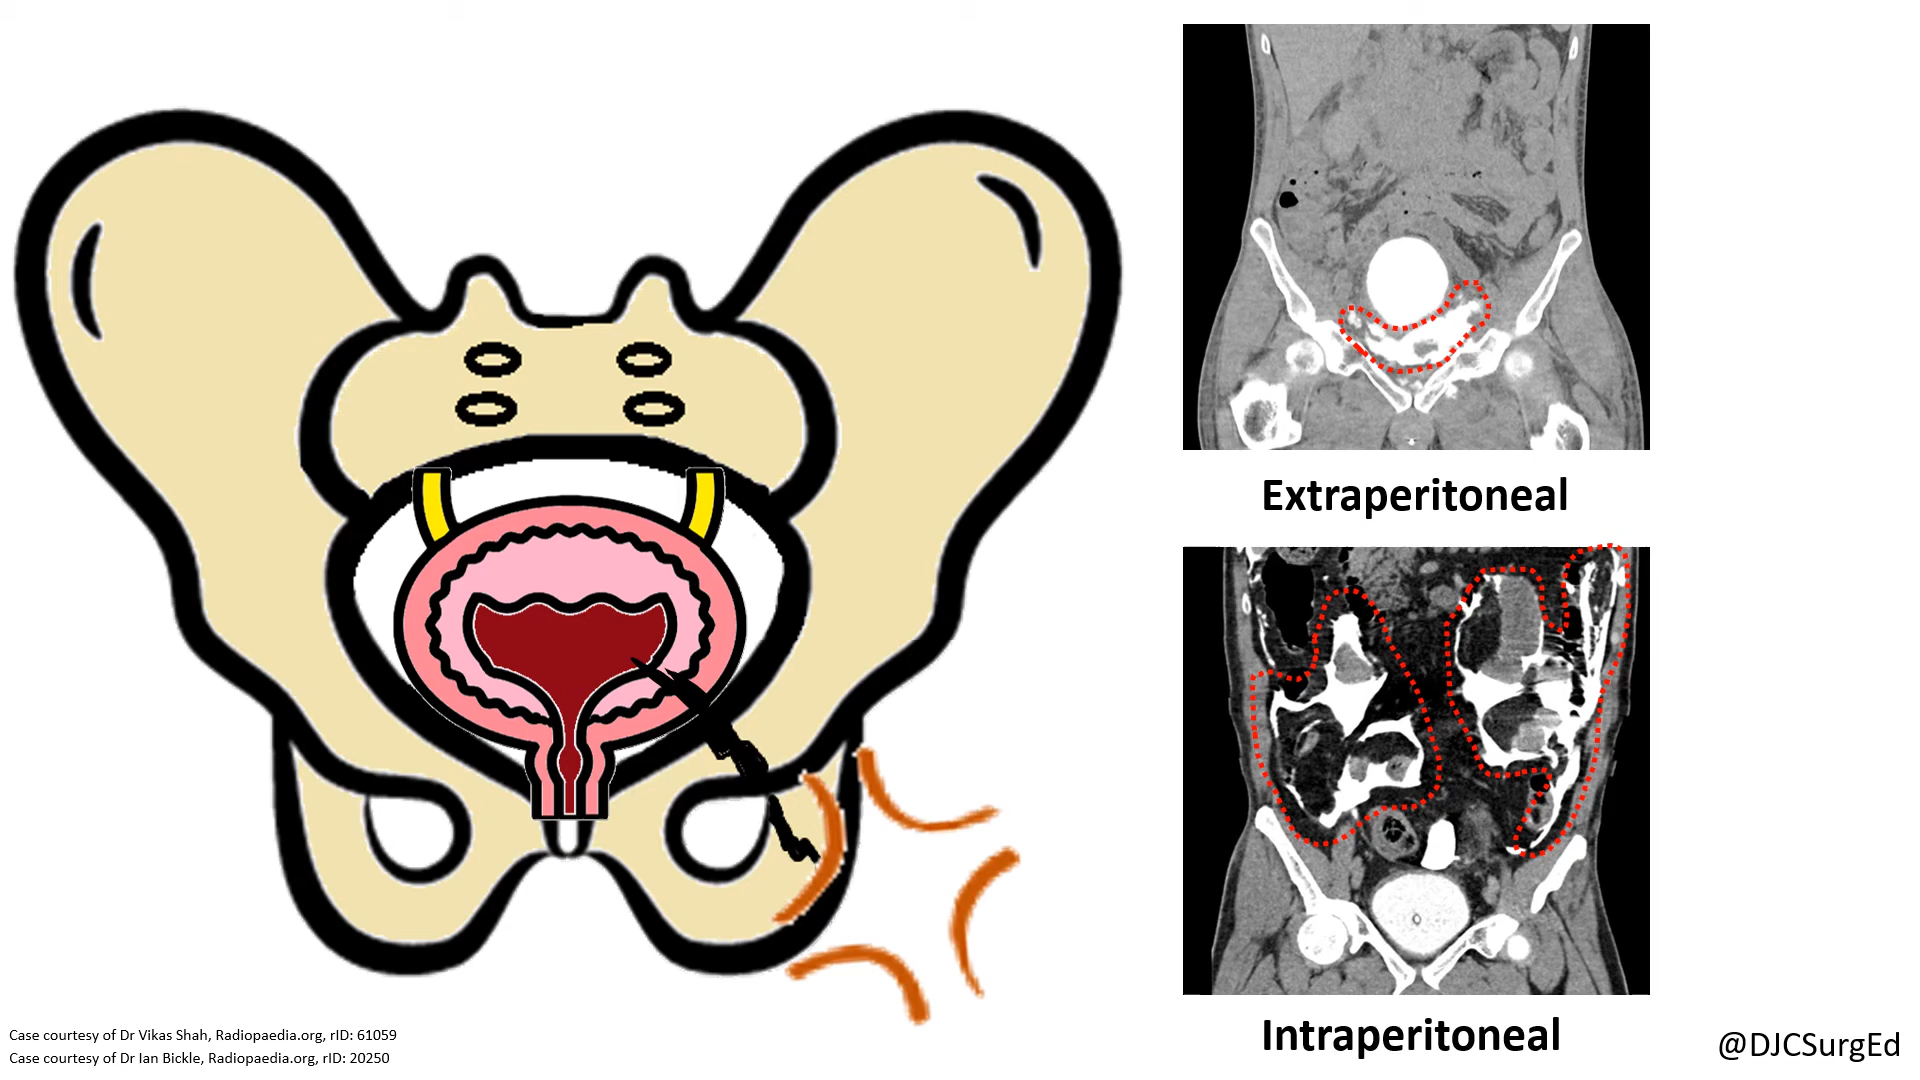 Extraperitoneal
Intraperitoneal
Case courtesy of Dr Vikas Shah, Radiopaedia.org, rID: 61059
Case courtesy of Dr Ian Bickle, Radiopaedia.org, rID: 20250
@DJCSurgEd